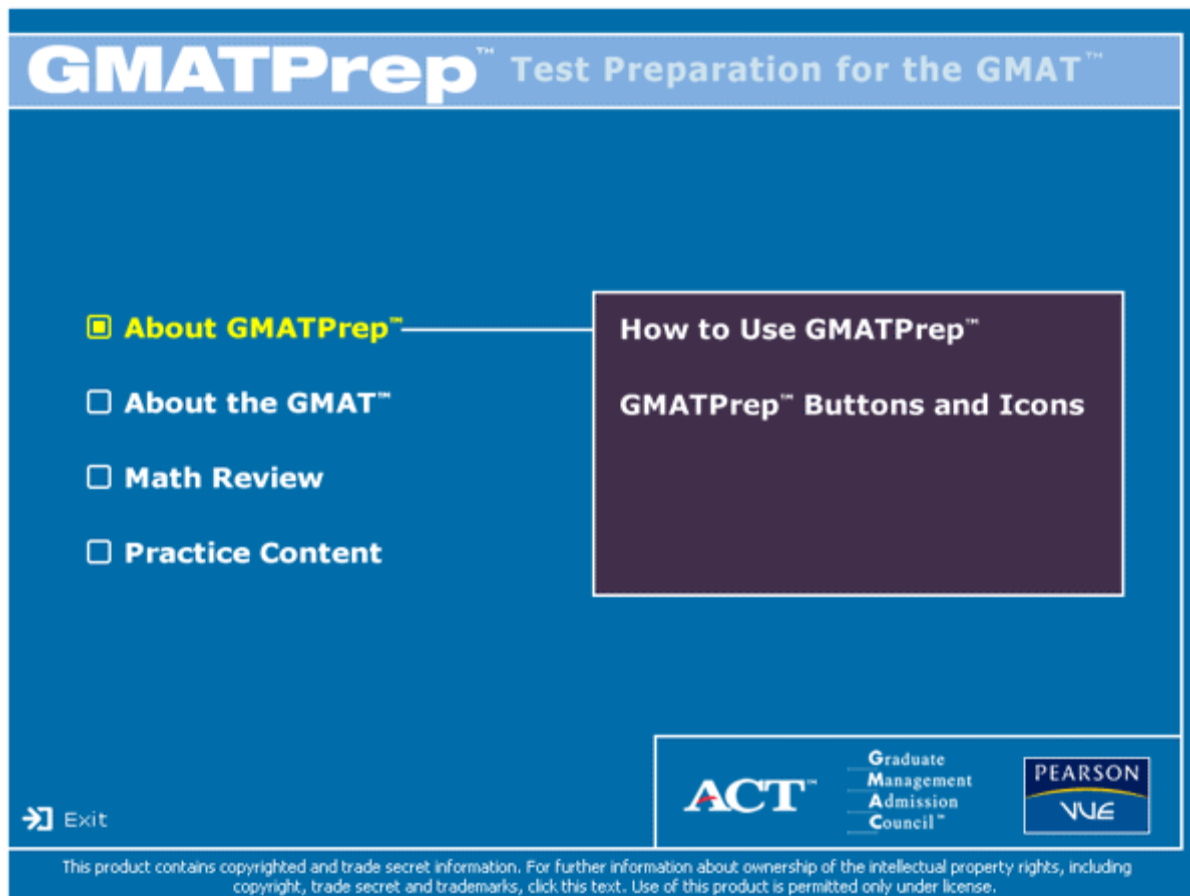 GMATPrep™ Test Preparation for the GMAT™
About GMATPrep™
How to Use GMATPrep™
About the GMAT™
GMATPrep™ Buttons and Icons
Math Review
Practice Content
Exit
ACT™
Graduate
Management
Admission
Council™
PEARSON
VUE
This product contains copyrighted and trade secret information. For further information about ownership of the intellectual property rights, including
copyright, trade secret and trademarks, click this text. Use of this product is permitted only under license.